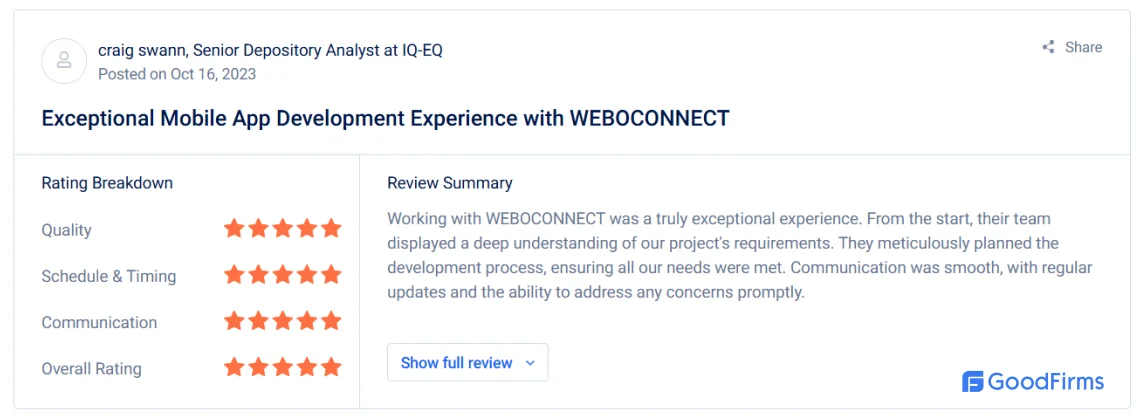 craig swann, Senior Depository Analyst at IQ-EQ
Share
Posted on Oct 16, 2023
Exceptional Mobile App Development Experience with WEBOCONNECT
Rating Breakdown
Quality
Schedule & Timing
Communication
Overall Rating
Review Summary
Working with WEBOCONNECT was a truly exceptional experience. From the start, their team
displayed a deep understanding of our project's requirements. They meticulously planned the
development process, ensuring all our needs were met. Communication was smooth, with regular
updates and the ability to address any concerns promptly.
Show full review
GoodFirms